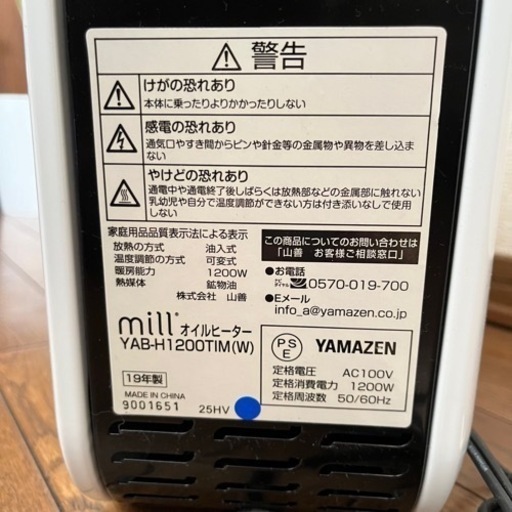 警告
けがの恐れあり
本体に乗ったりよりかかったりしない
感電の恐れあり
通気口やすき間からピンや針金等の金属物や異物を差し込ま
ない
やけどの恐れあり
通電中や通電終了後しばらくは放熱部などの金属部に触れない
乳幼児や自分で温度調節ができない方は付き添いなしで使用
しない
家庭用品品質表示法による表示
放熱の方式 油入式
温度調節の方式 可変式
暖房能力 1200W
熱媒体 鉱物油
株式会社 山善
この商品についてのお問い合わせは
「山善 お客様ご相談窓口」
●お電話
ナビダイヤル 0570-019-700
●Eメール
info_a@yamazen.co.jp
mill オイルヒーター
YAB-H1200TIM(W)
19年製
MADE IN CHINA
9001651 25HV
PSE YAMAZEN
定格電圧 AC100V
定格消費電力 1200W
定格周波数 50/60Hz